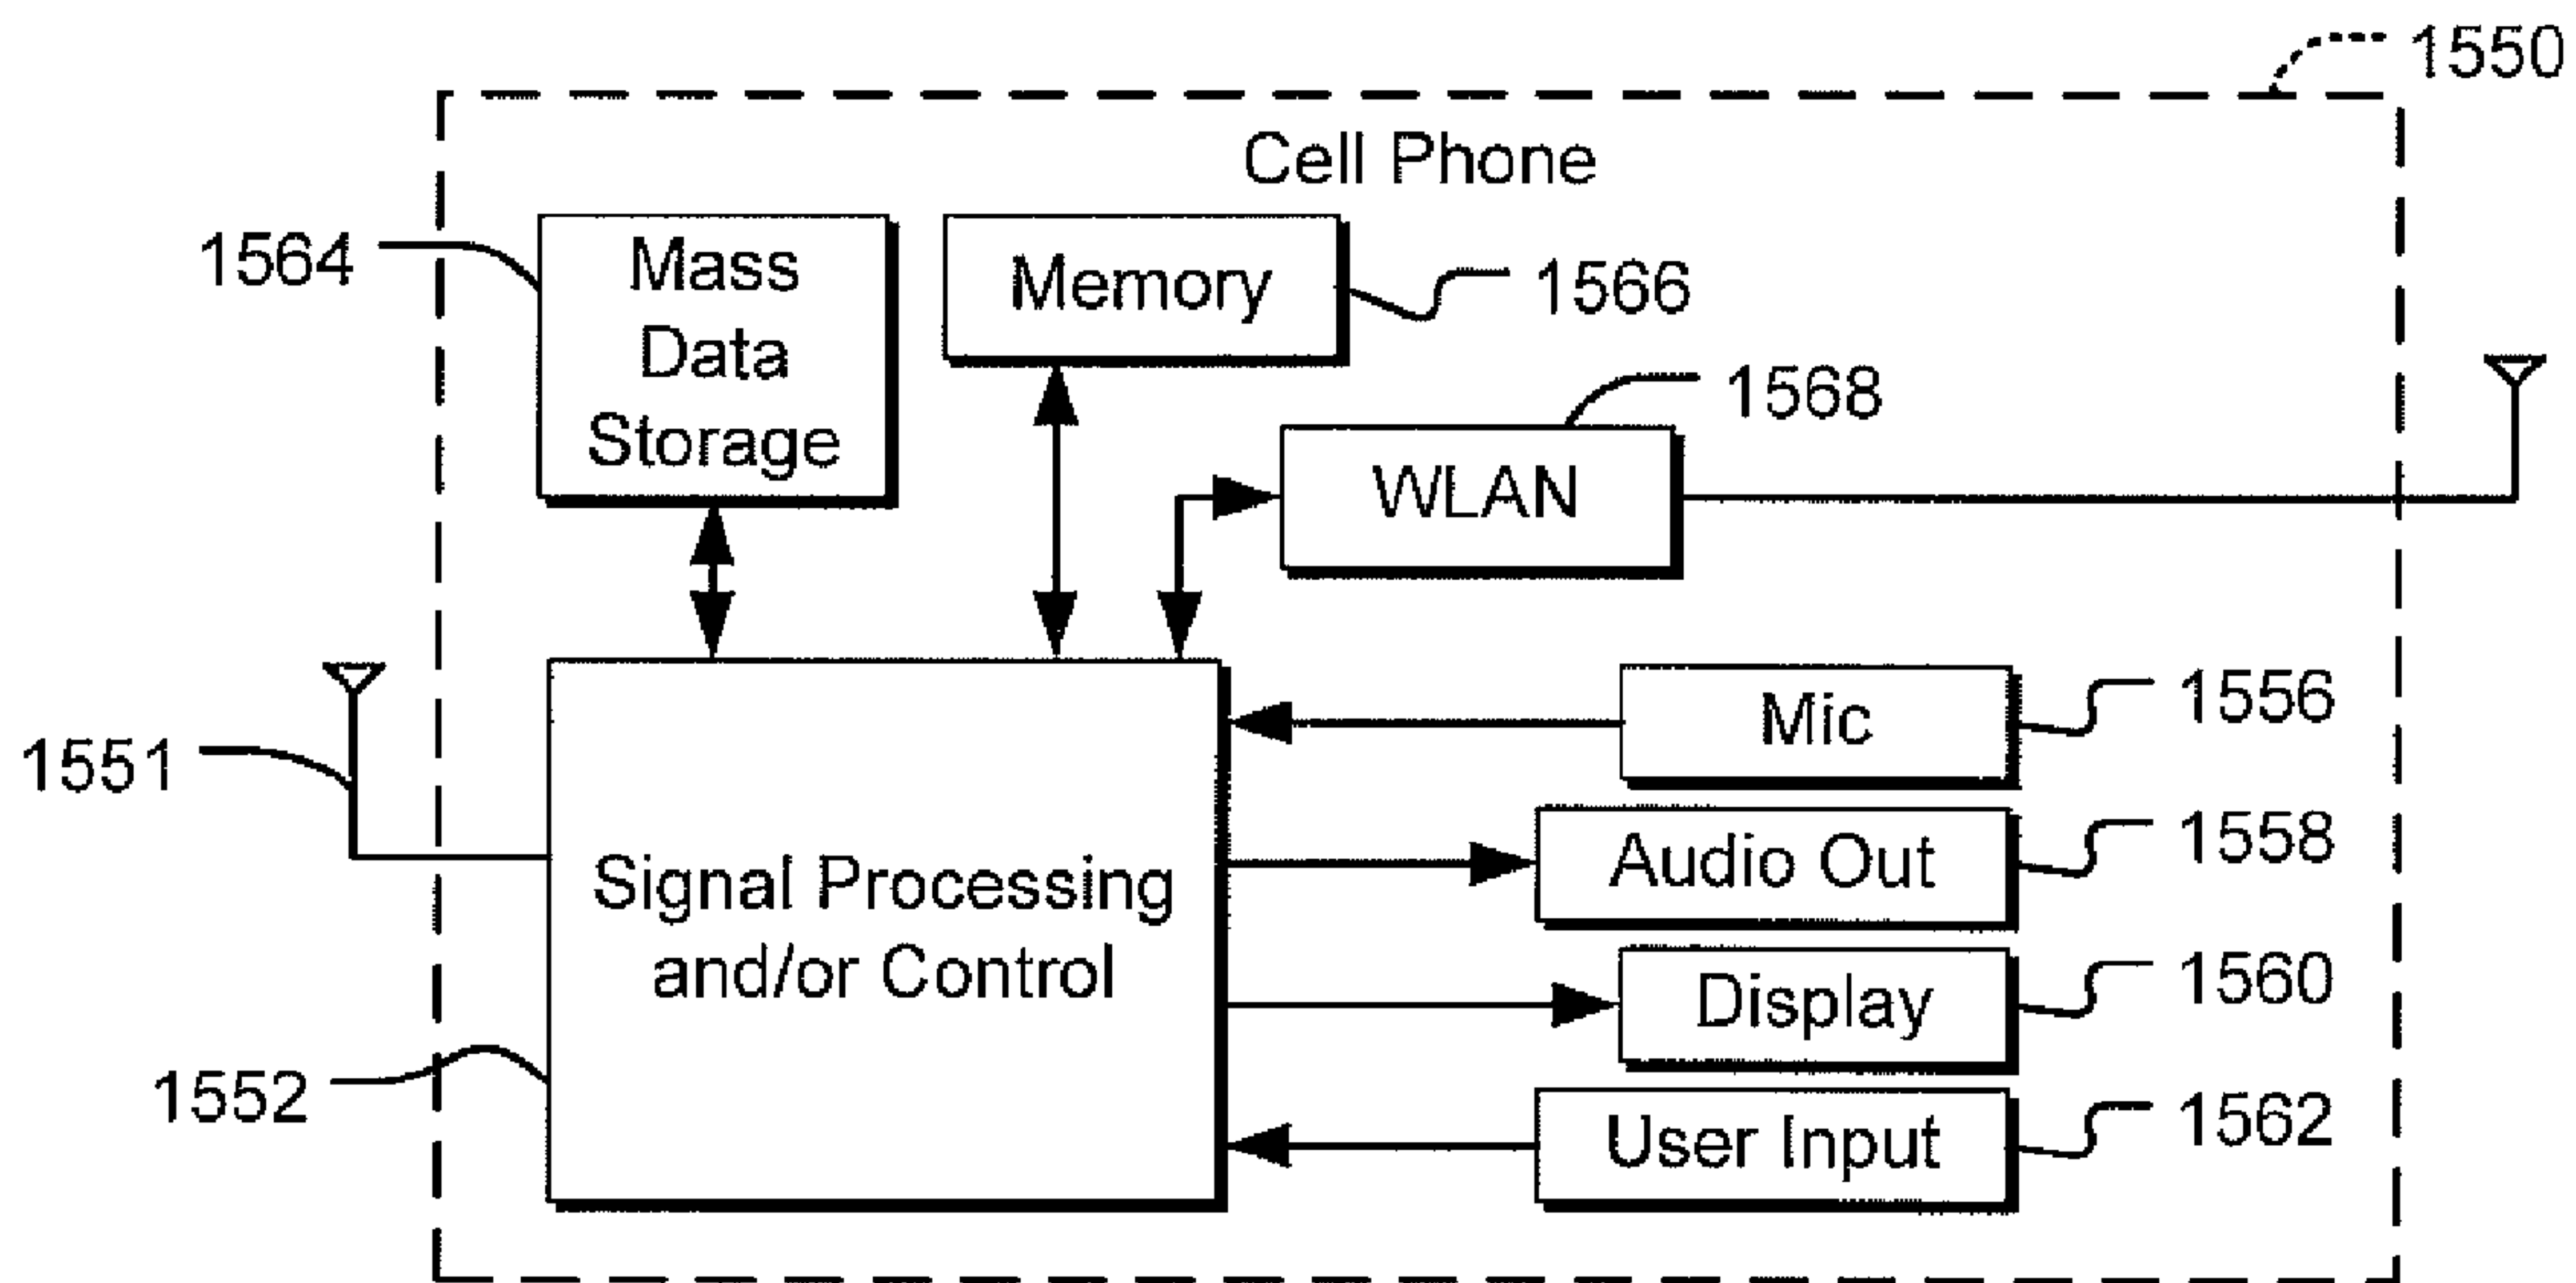 1550
Cell Phone
1564
Mass
Data
Storage
Memory
1566
1568
WLAN
1551
Signal Processing
and/or Control
1552
Mic
1556
Audio Out
1558
Display
1560
User Input
1562